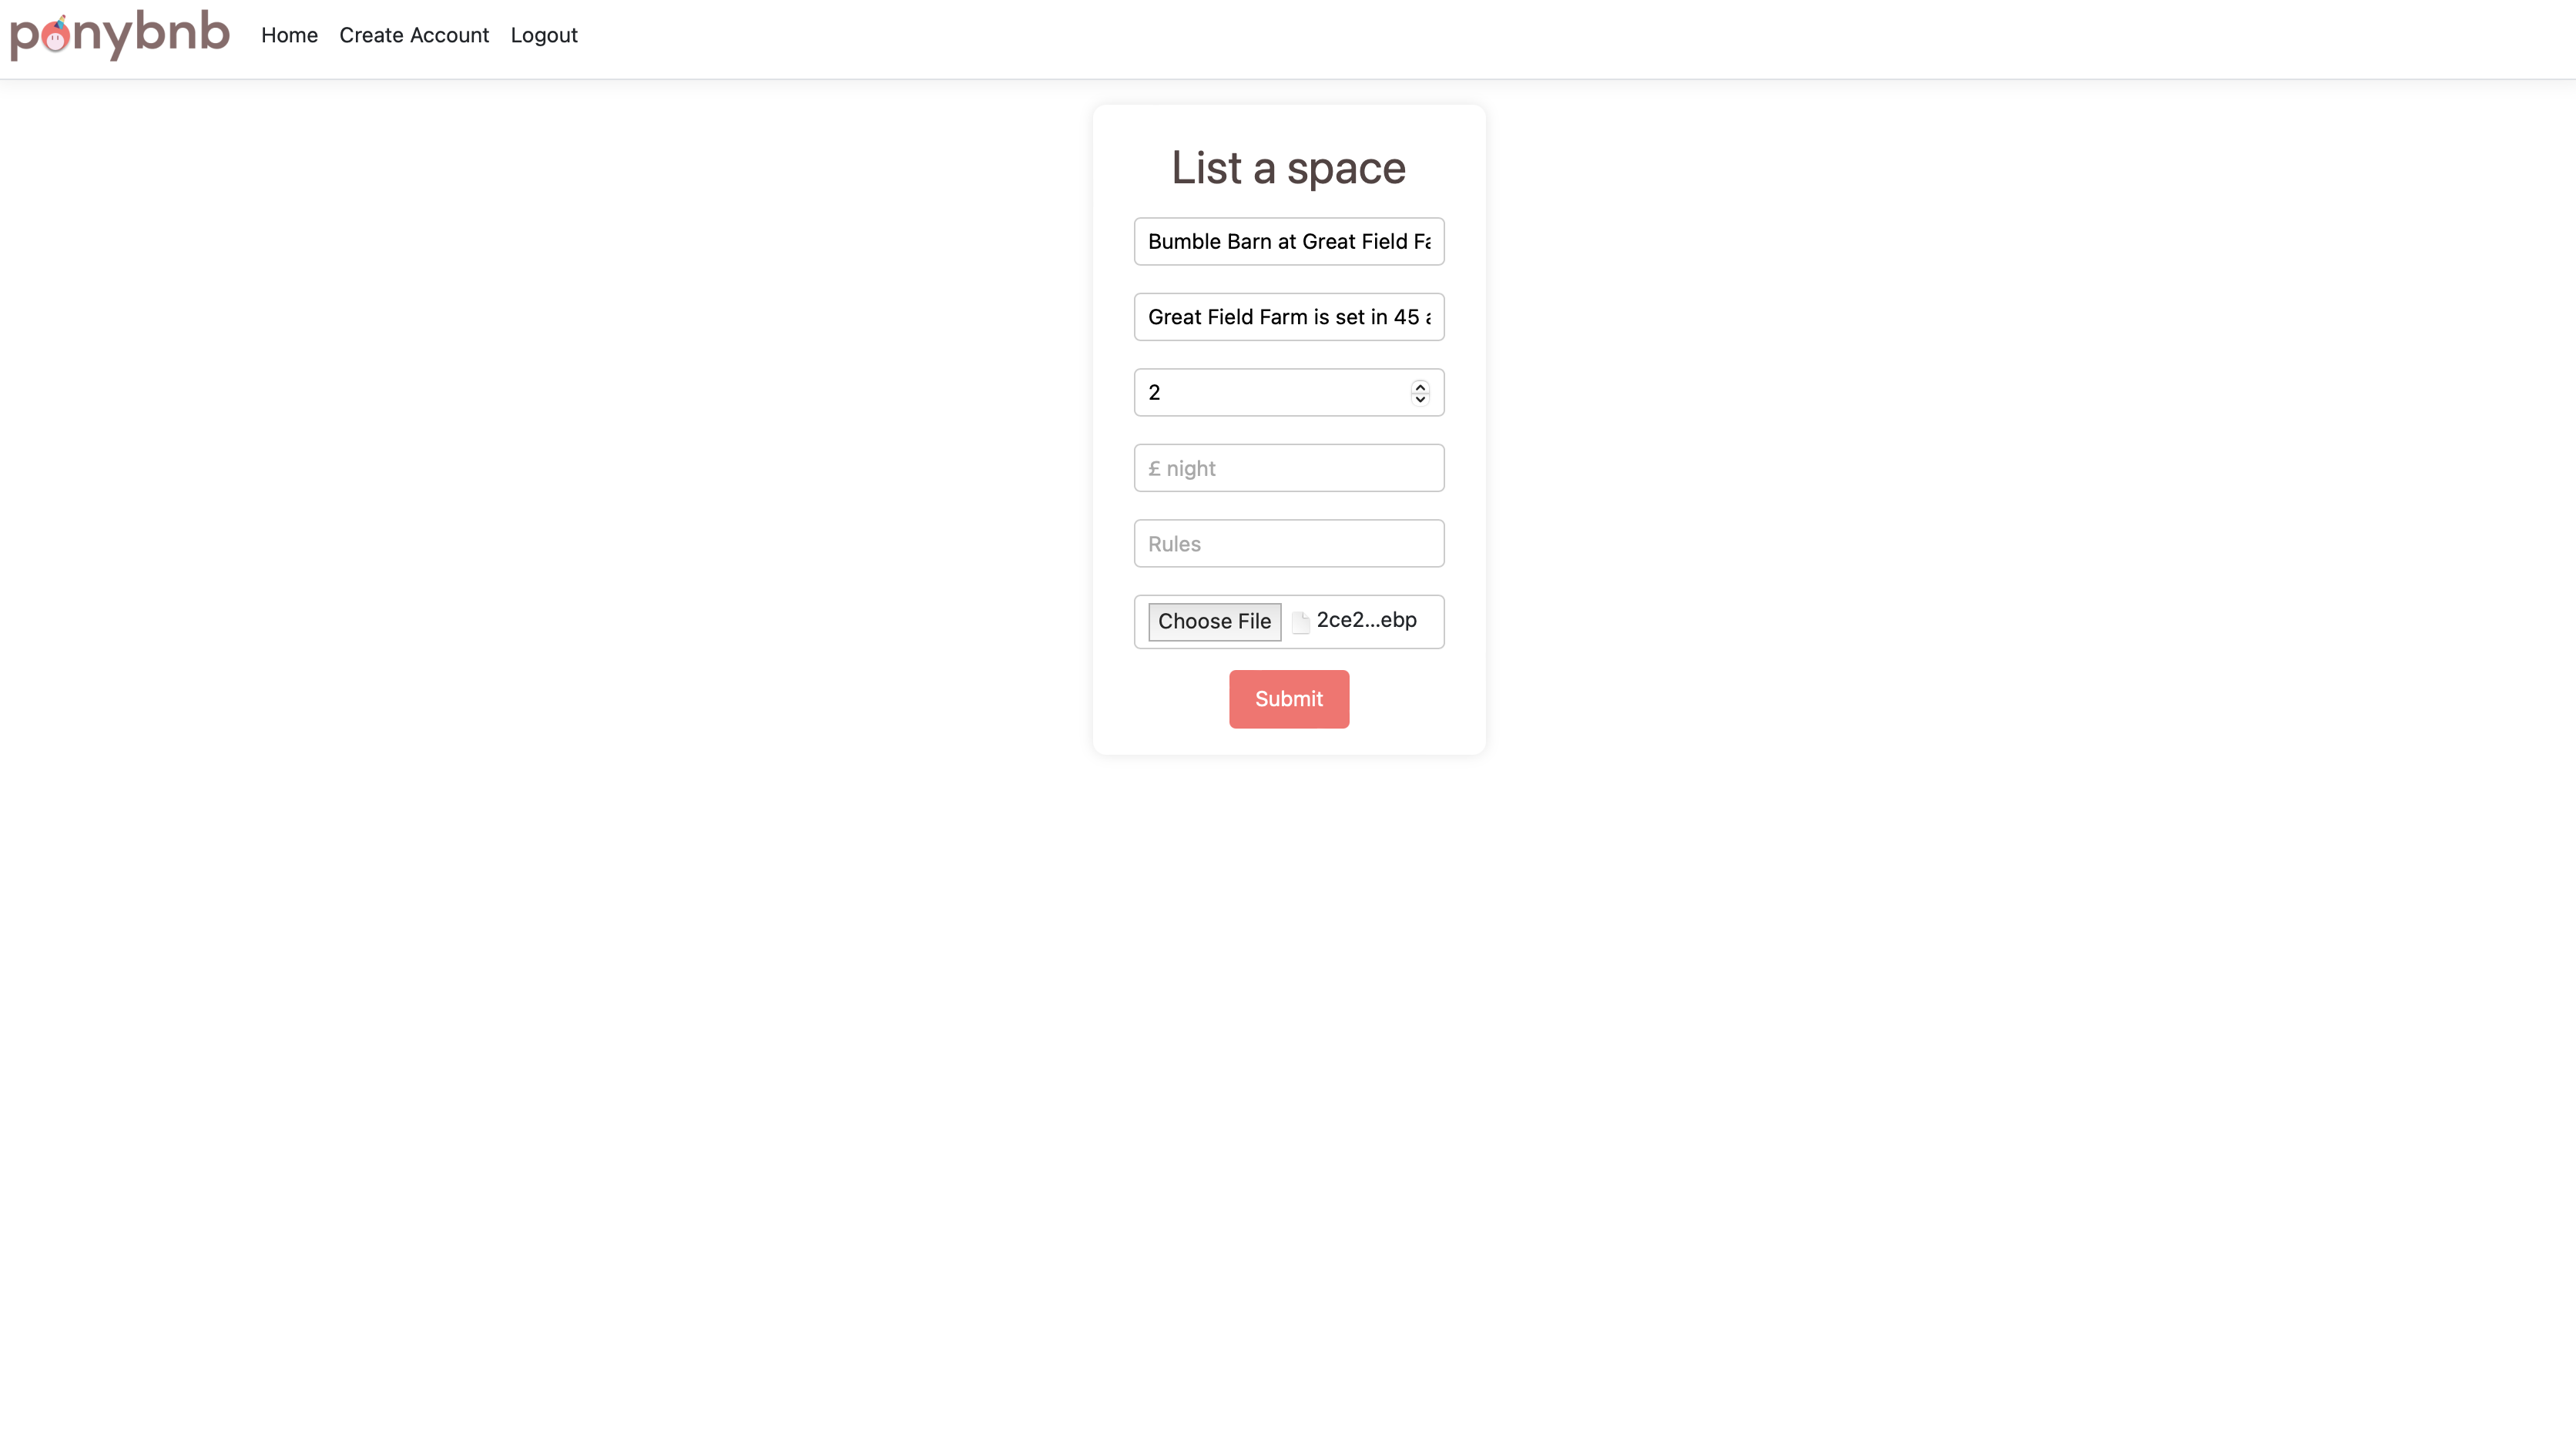 ponybnb Home Create Account Logout
List a space
Bumble Barn at Great Field Fa
Great Field Farm is set in 45 a
2
£ night
Rules
Choose File 2ce2...ebp
Submit